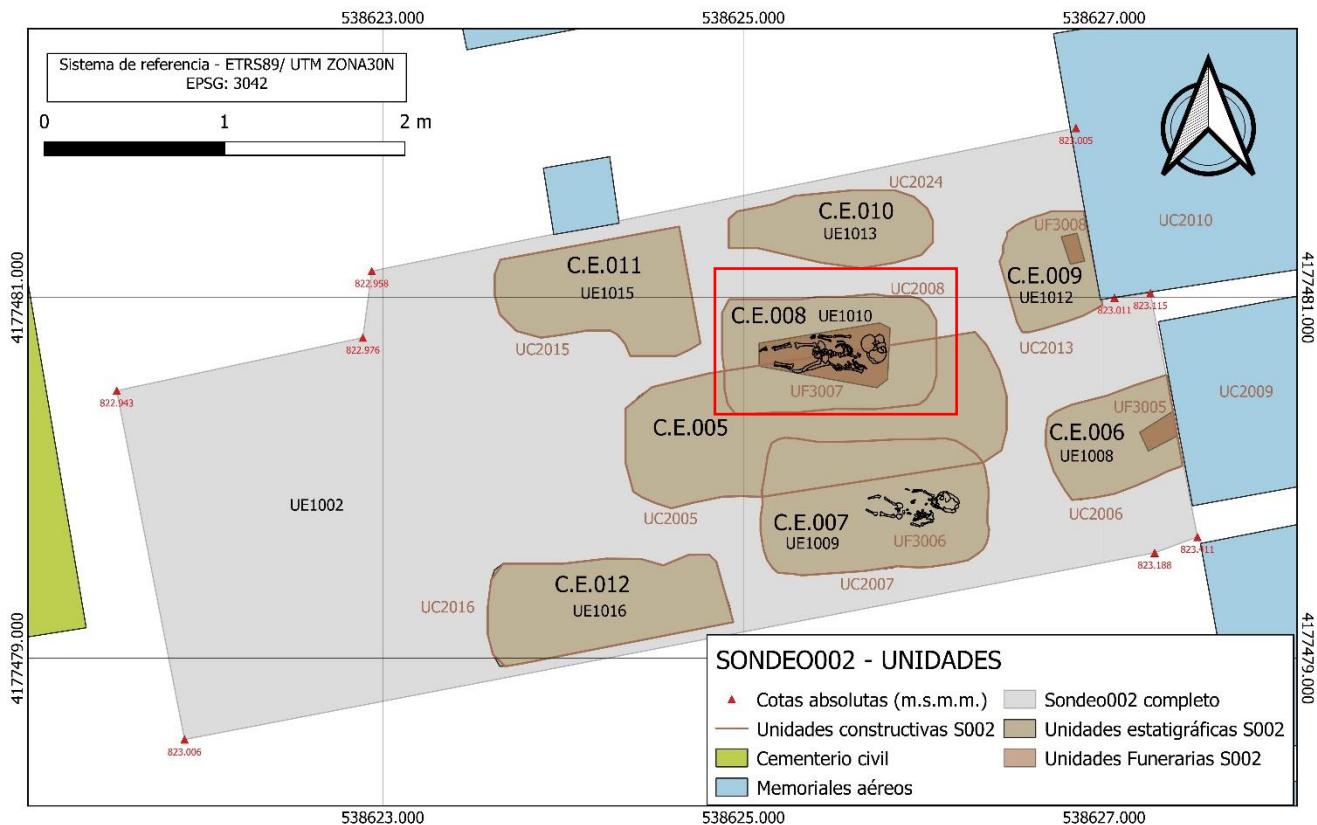 538623.000
538625.000
538627.000
Sistema de referencia - ETRS89/ UTM ZONA30N
EPSG: 3042
0 1 2 m
823.005
UC2024
C.E.010
UE1013
UF3008
UC2010
C.E.009
UE1012
4177481.000
4177481.000
C.E.011
UE1015
822.958
UC2008
823.115
823.011
C.E.008
UE1010
822.976
UC2015
UC2013
822.943
UF3007
UC2009
UF3005
C.E.005
C.E.006
UE1008
UE1002
UC2005
C.E.007
UE1009
UF3006
UC2006
823.411
823.188
C.E.012
UE1016
UC2007
UC2016
4177479.000
4177479.000
823.006
SONDEO002 - UNIDADES
Cotas absolutas (m.s.m.m.)
Sondeo002 completo
Unidades constructivas S002
Unidades estatigráficas S002
Cementerio civil
Unidades Funerarias S002
Memoriales aéreos
538623.000
538625.000
538627.000